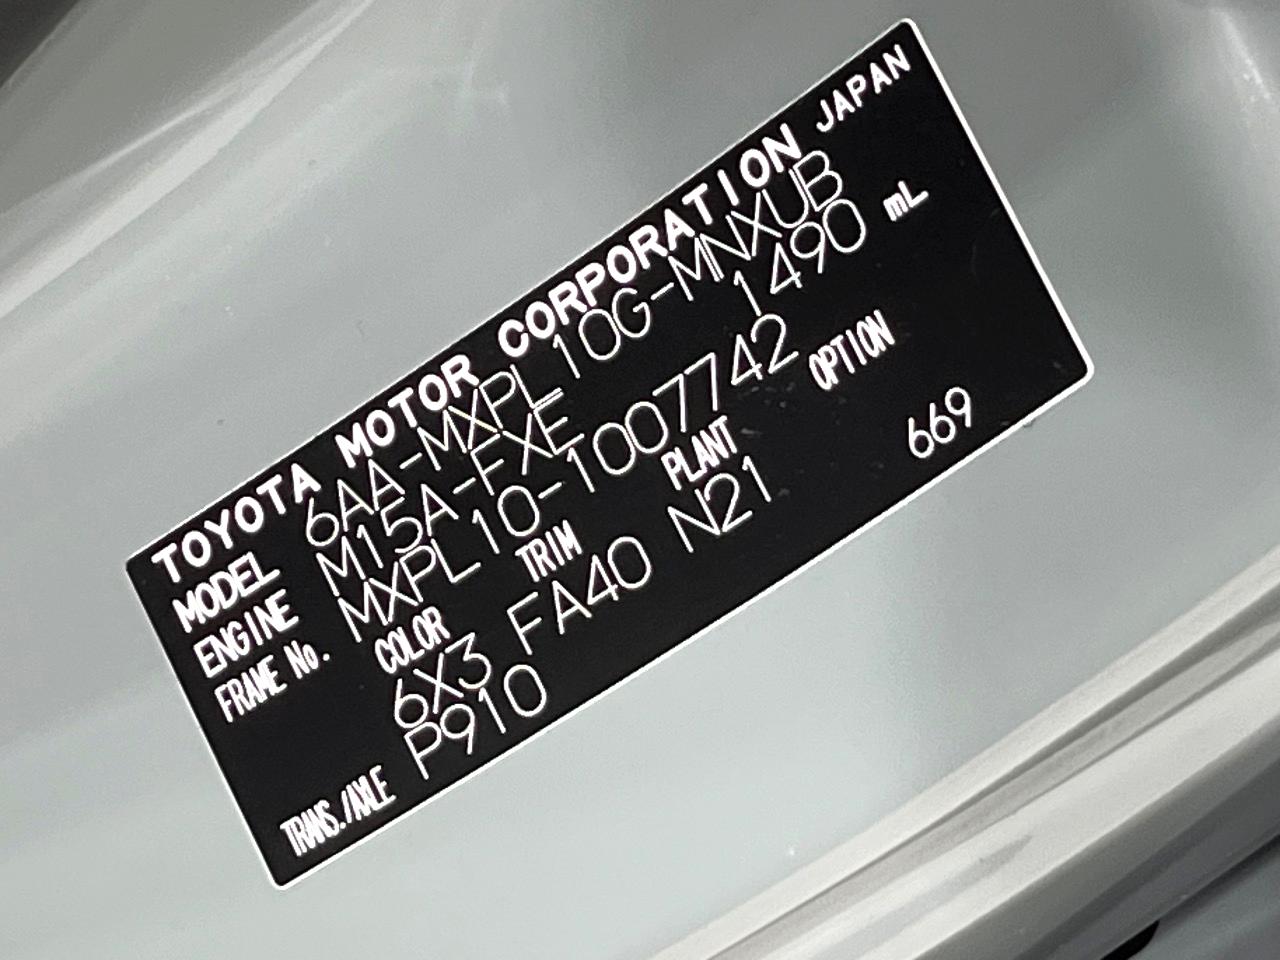 TOYOTA MOTOR CORPORATION JAPAN
MODEL 6AA-MXPL10G-MNXUB
ENGINE M15A-FXE 1490 mL
FRAME No. MXPL10-1007742
COLOR TRIM PLANT OPTION
6X3 FA40 N21 669
TRANS./AXLE P910